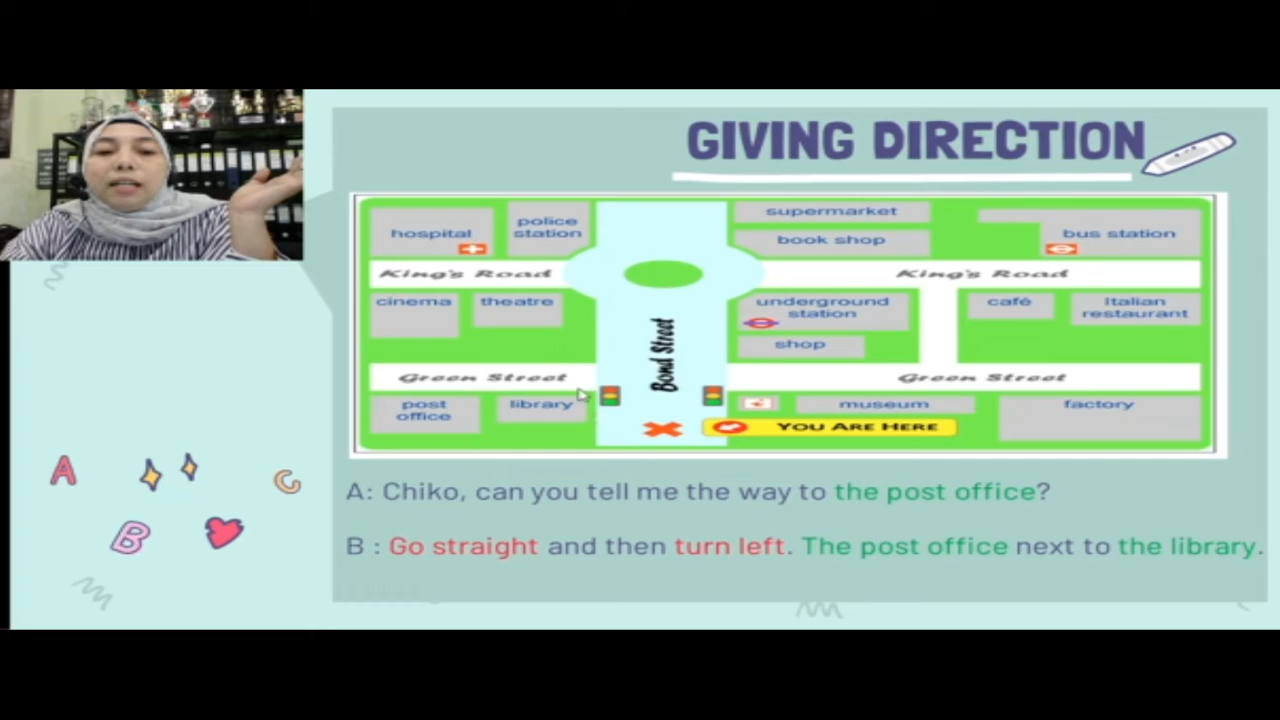 GIVING DIRECTION
hospital
police
station
supermarket
book shop
bus station
King's Road
King's Road
cinema
theatre
underground
station
café
Italian
restaurant
shop
Bond Street
Green Street
Green Street
post
office
library
museum
factory
YOU ARE HERE
A: Chiko, can you tell me the way to the post office?
B : Go straight and then turn left. The post office next to the library.
A
B
C